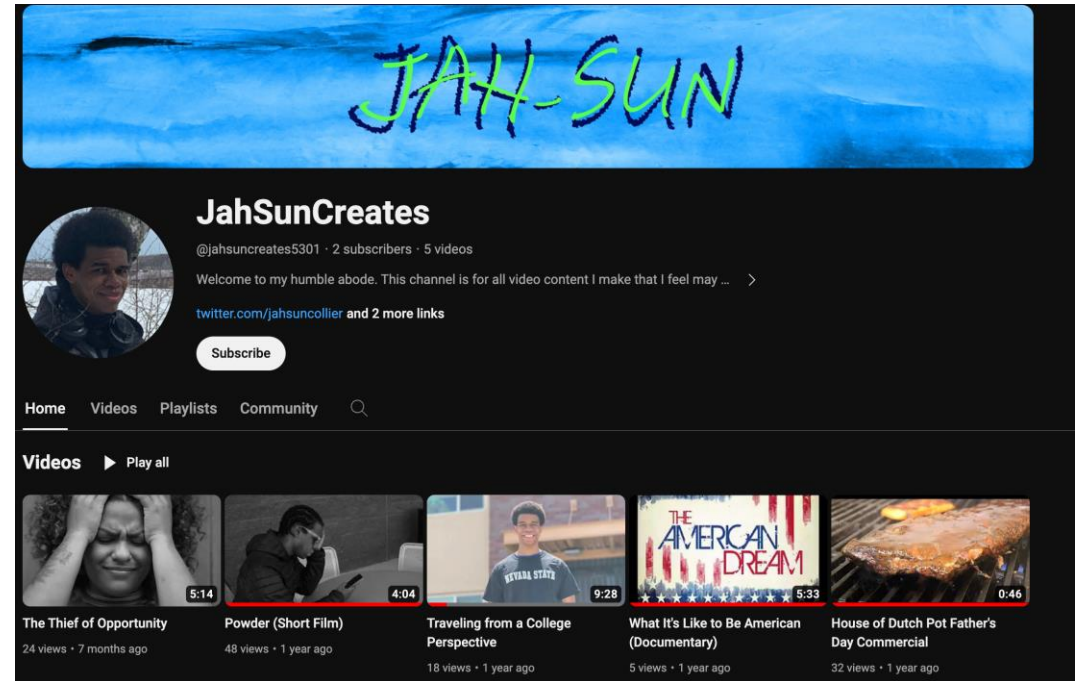 JAH-SUN
JahSunCreates
@jahsuncreates5301 · 2 subscribers · 5 videos
Welcome to my humble abode. This channel is for all video content I make that I feel may ...
twitter.com/jahsuncollier and 2 more links
Subscribe
Home Videos Playlists Community
Videos Play all
NEVADA STATE
THE
AMERICAN
DREAM
5:14 4:04 9:28 5:33 0:46
The Thief of Opportunity
24 views • 7 months ago
Powder (Short Film)
48 views • 1 year ago
Traveling from a College
Perspective
18 views • 1 year ago
What It's Like to Be American
(Documentary)
5 views • 1 year ago
House of Dutch Pot Father's
Day Commercial
32 views • 1 year ago